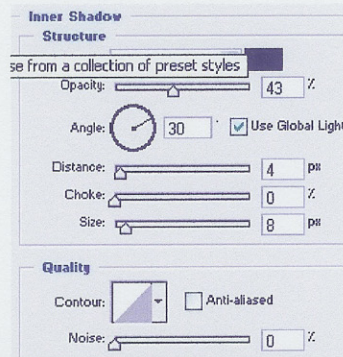 Inner Shadow
Structure
se from a collection of preset styles
Opacity: 43 %
Angle: 30 ° Use Global Light
Distance: 4 px
Choke: 0 %
Size: 8 px
Quality
Contour: Anti-aliased
Noise: 0 %